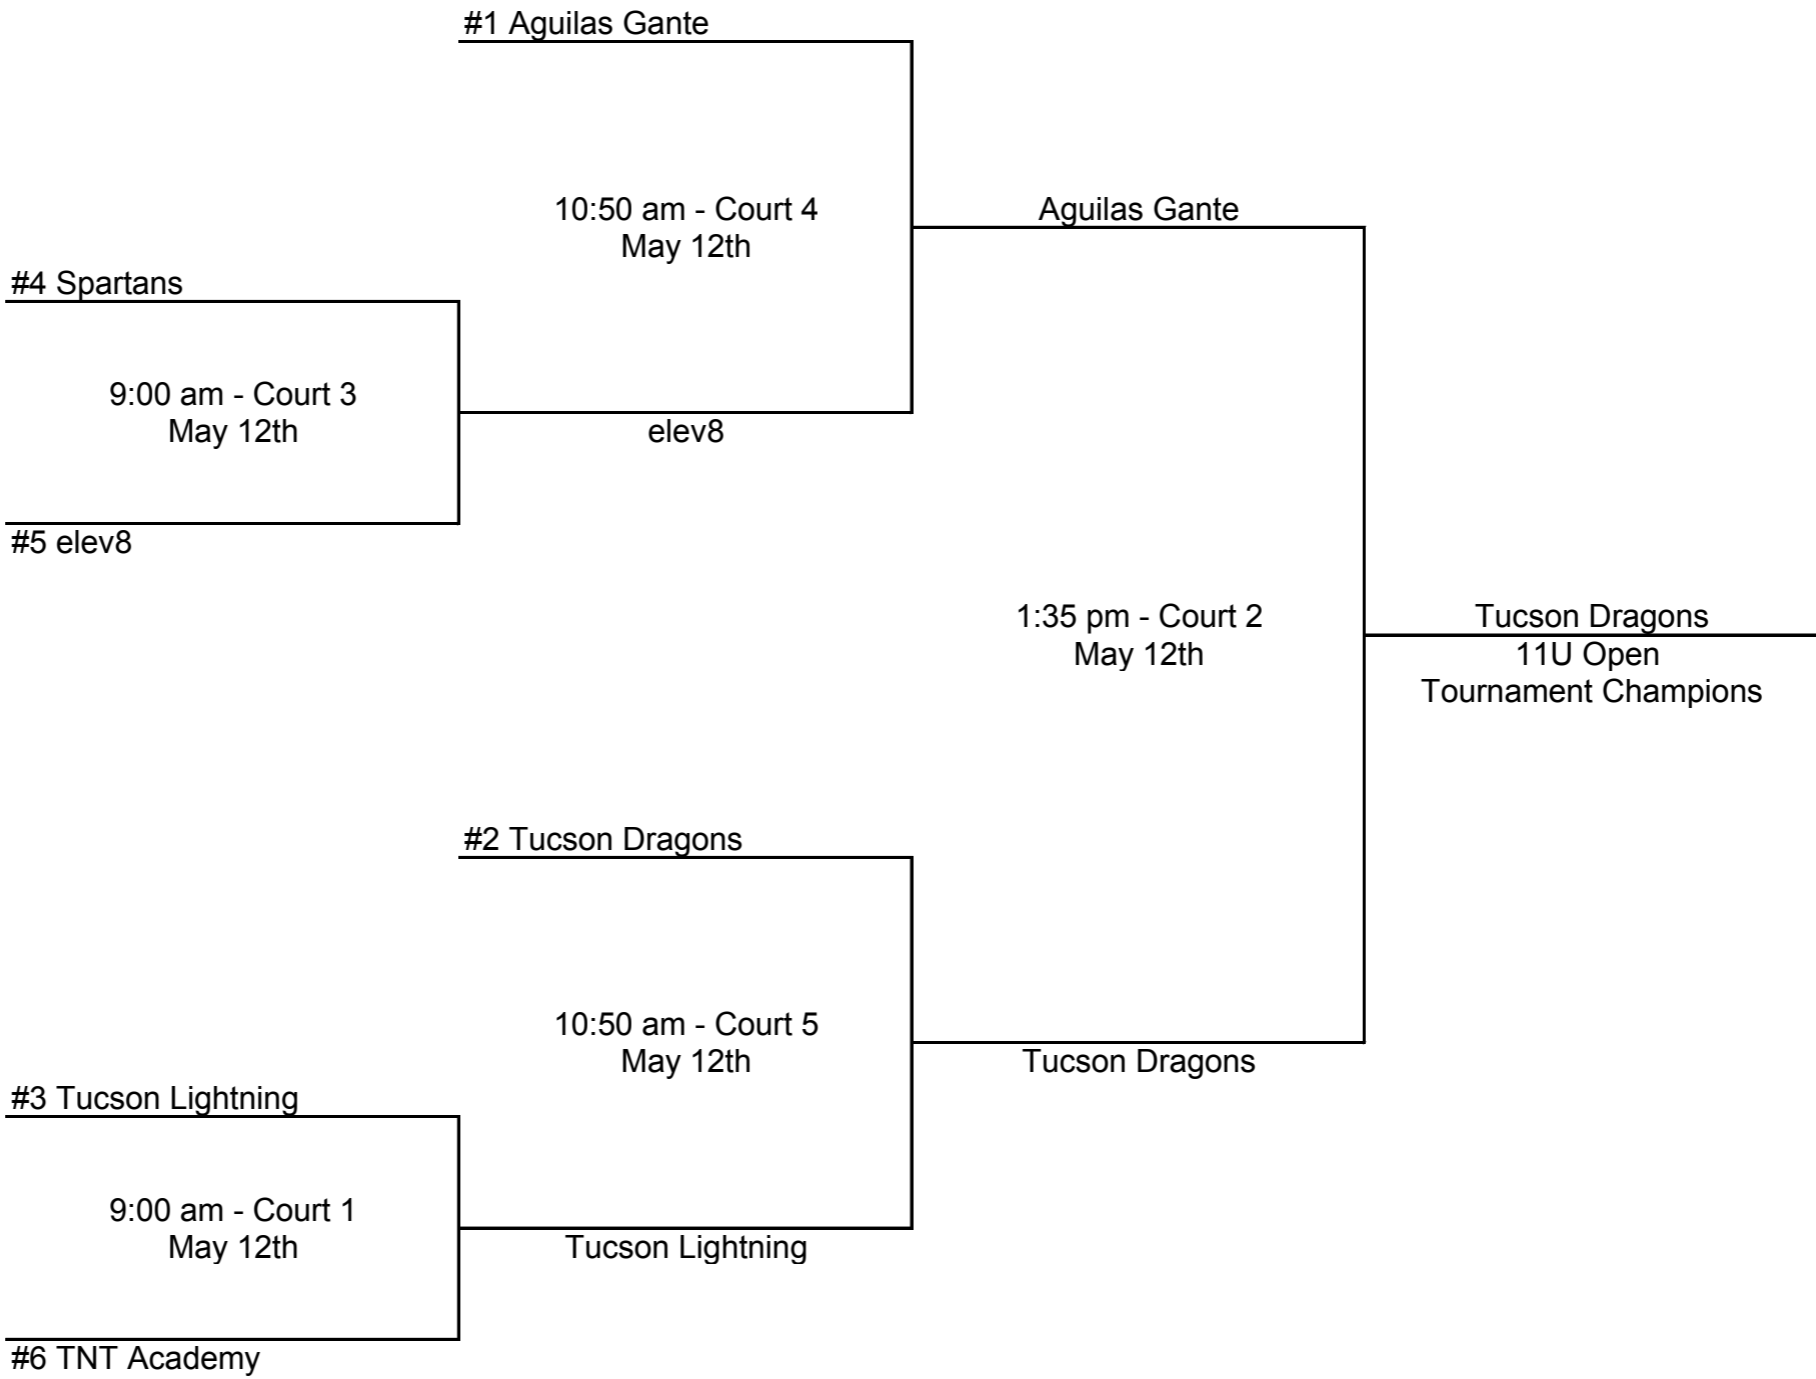 #1 Aguilas Gante
10:50 am - Court 4
May 12th
Aguilas Gante
#4 Spartans
9:00 am - Court 3
May 12th
elev8
#5 elev8
1:35 pm - Court 2
May 12th
Tucson Dragons
11U Open
Tournament Champions
#2 Tucson Dragons
10:50 am - Court 5
May 12th
Tucson Dragons
#3 Tucson Lightning
9:00 am - Court 1
May 12th
Tucson Lightning
#6 TNT Academy